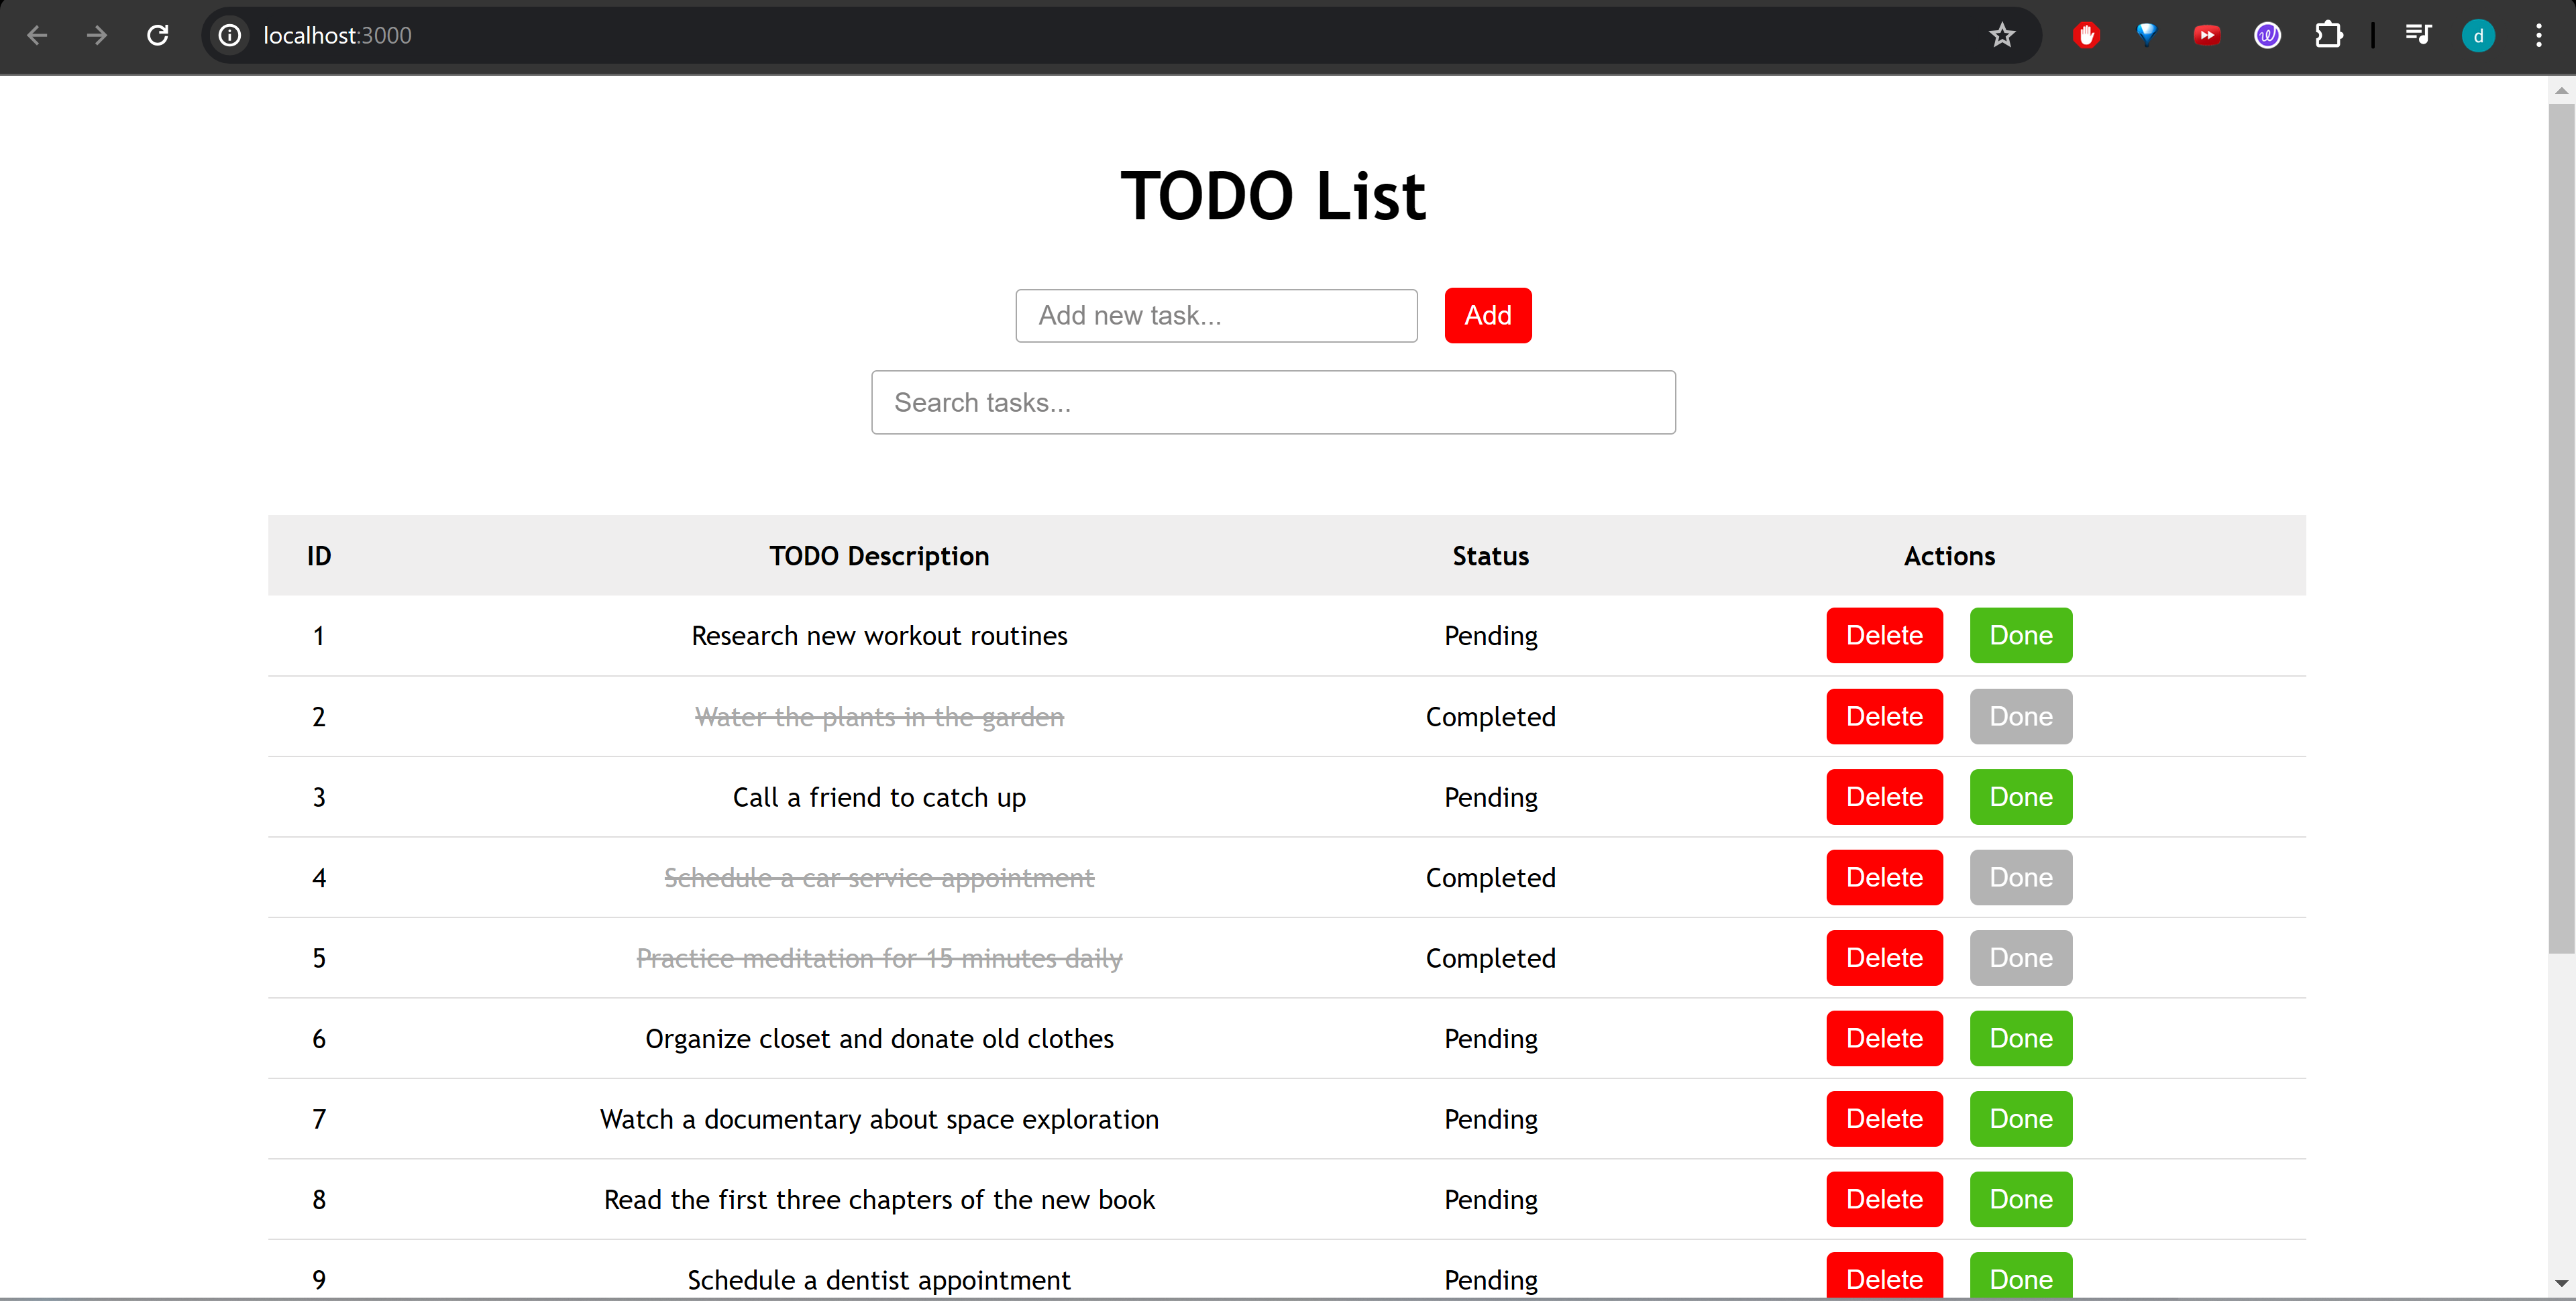 localhost:3000
d
TODO List
Add new task...
Add
Search tasks...
ID TODO Description Status Actions
1 Research new workout routines Pending Delete Done
2 Water the plants in the garden Completed Delete Done
3 Call a friend to catch up Pending Delete Done
4 Schedule a car service appointment Completed Delete Done
5 Practice meditation for 15 minutes daily Completed Delete Done
6 Organize closet and donate old clothes Pending Delete Done
7 Watch a documentary about space exploration Pending Delete Done
8 Read the first three chapters of the new book Pending Delete Done
9 Schedule a dentist appointment Pending Delete Done